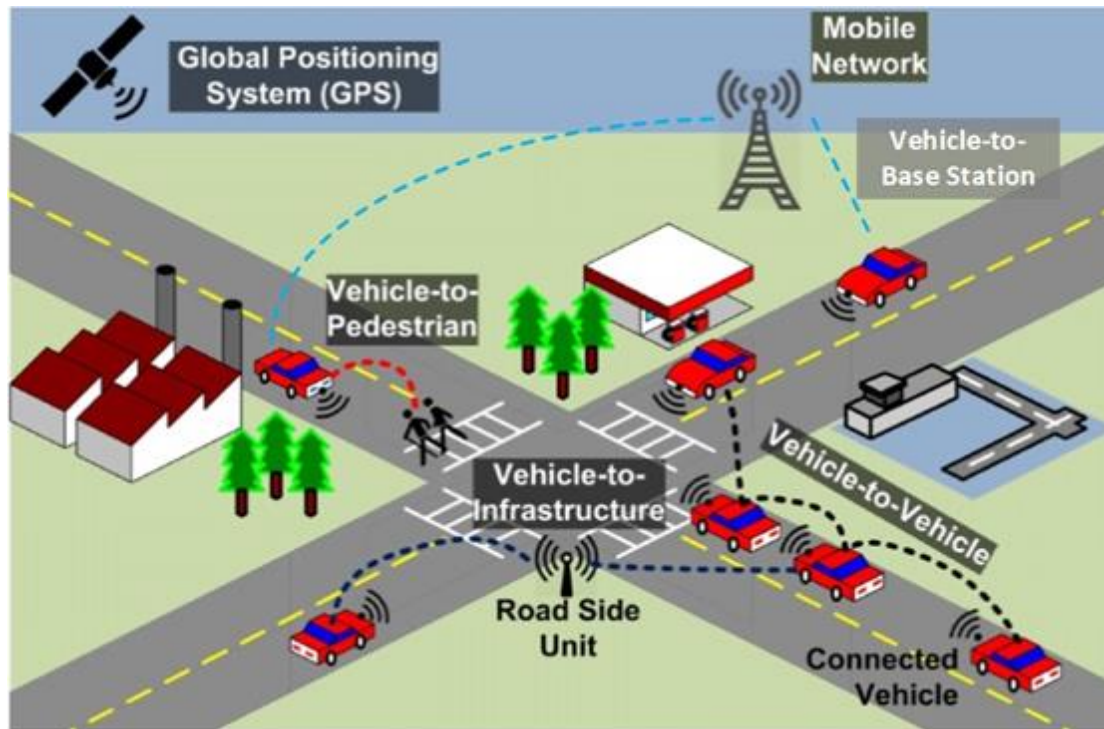 Global Positioning
System (GPS)
Mobile
Network
Vehicle-to-
Base Station
Vehicle-to-
Pedestrian
Vehicle-to-
Infrastructure
Vehicle-to-Vehicle
Road Side
Unit
Connected
Vehicle